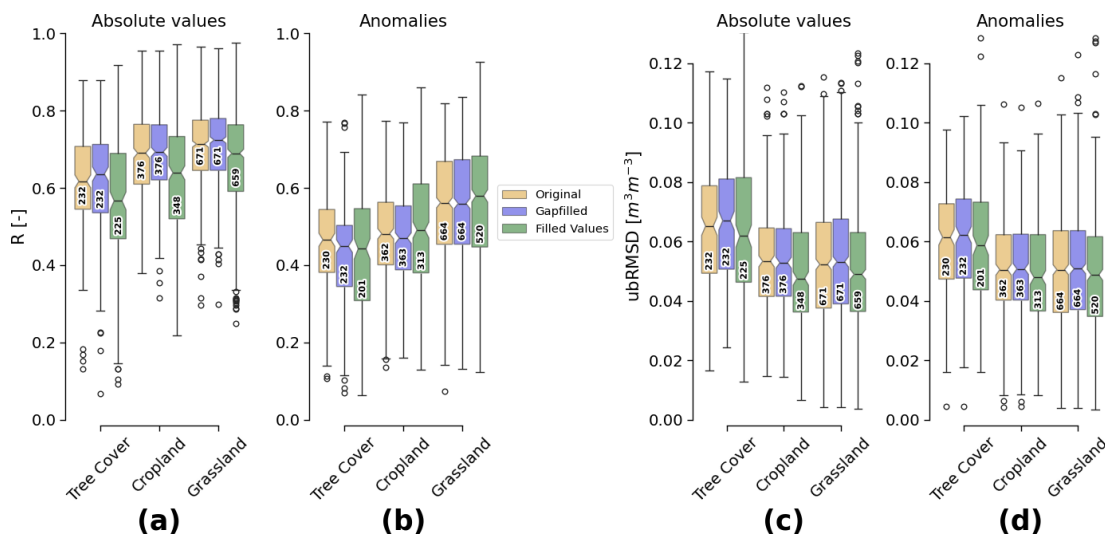 Absolute values
Anomalies
Absolute values
Anomalies
R [-]
1.0
0.8
0.6
0.4
0.2
0.0
232
232
225
376
376
348
671
671
659
Tree Cover
Cropland
Grassland
(a)
1.0
0.8
0.6
0.4
0.2
0.0
230
232
201
362
363
313
664
664
520
Tree Cover
Cropland
Grassland
(b)
Original
Gapfilled
Filled Values
ubRMSD [m³m⁻³]
0.12
0.10
0.08
0.06
0.04
0.02
0.00
232
232
225
376
376
348
671
671
659
Tree Cover
Cropland
Grassland
(c)
0.12
0.10
0.08
0.06
0.04
0.02
0.00
230
232
201
362
363
313
664
664
520
Tree Cover
Cropland
Grassland
(d)